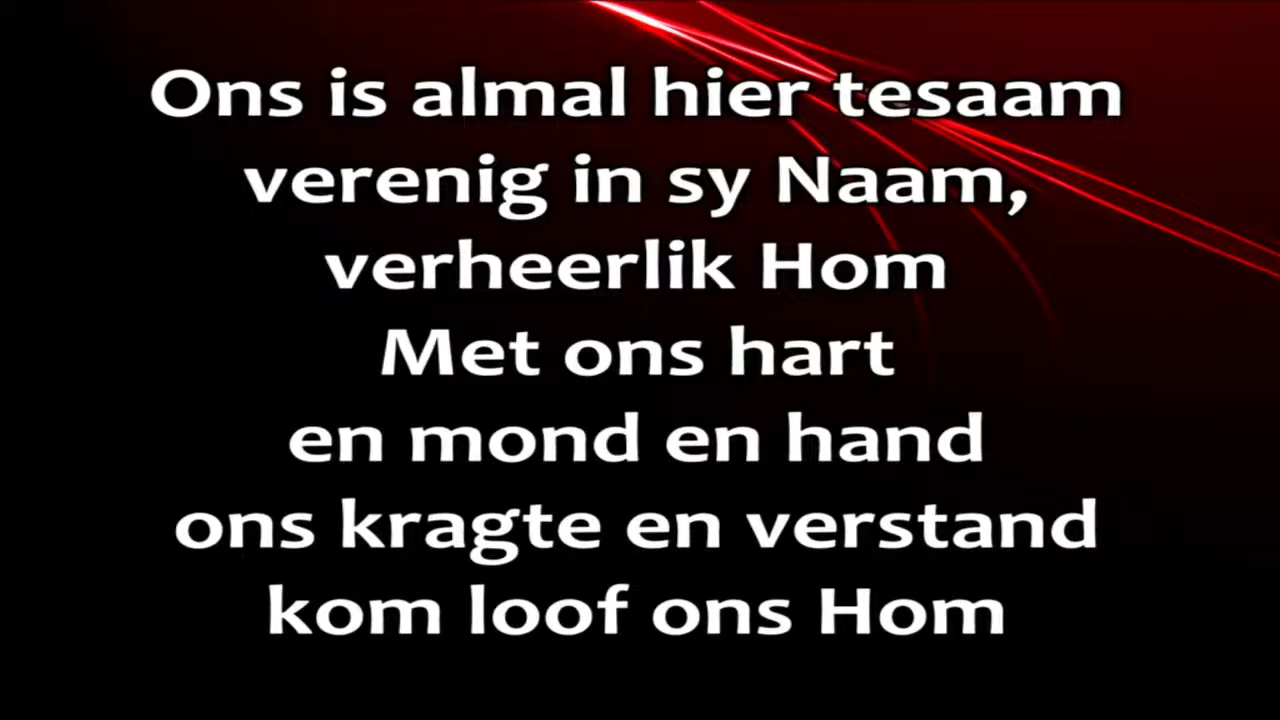 Ons is almal hier tesaam
verenig in sy Naam,
verheerlik Hom
Met ons hart
en mond en hand
ons kragte en verstand
kom loof ons Hom